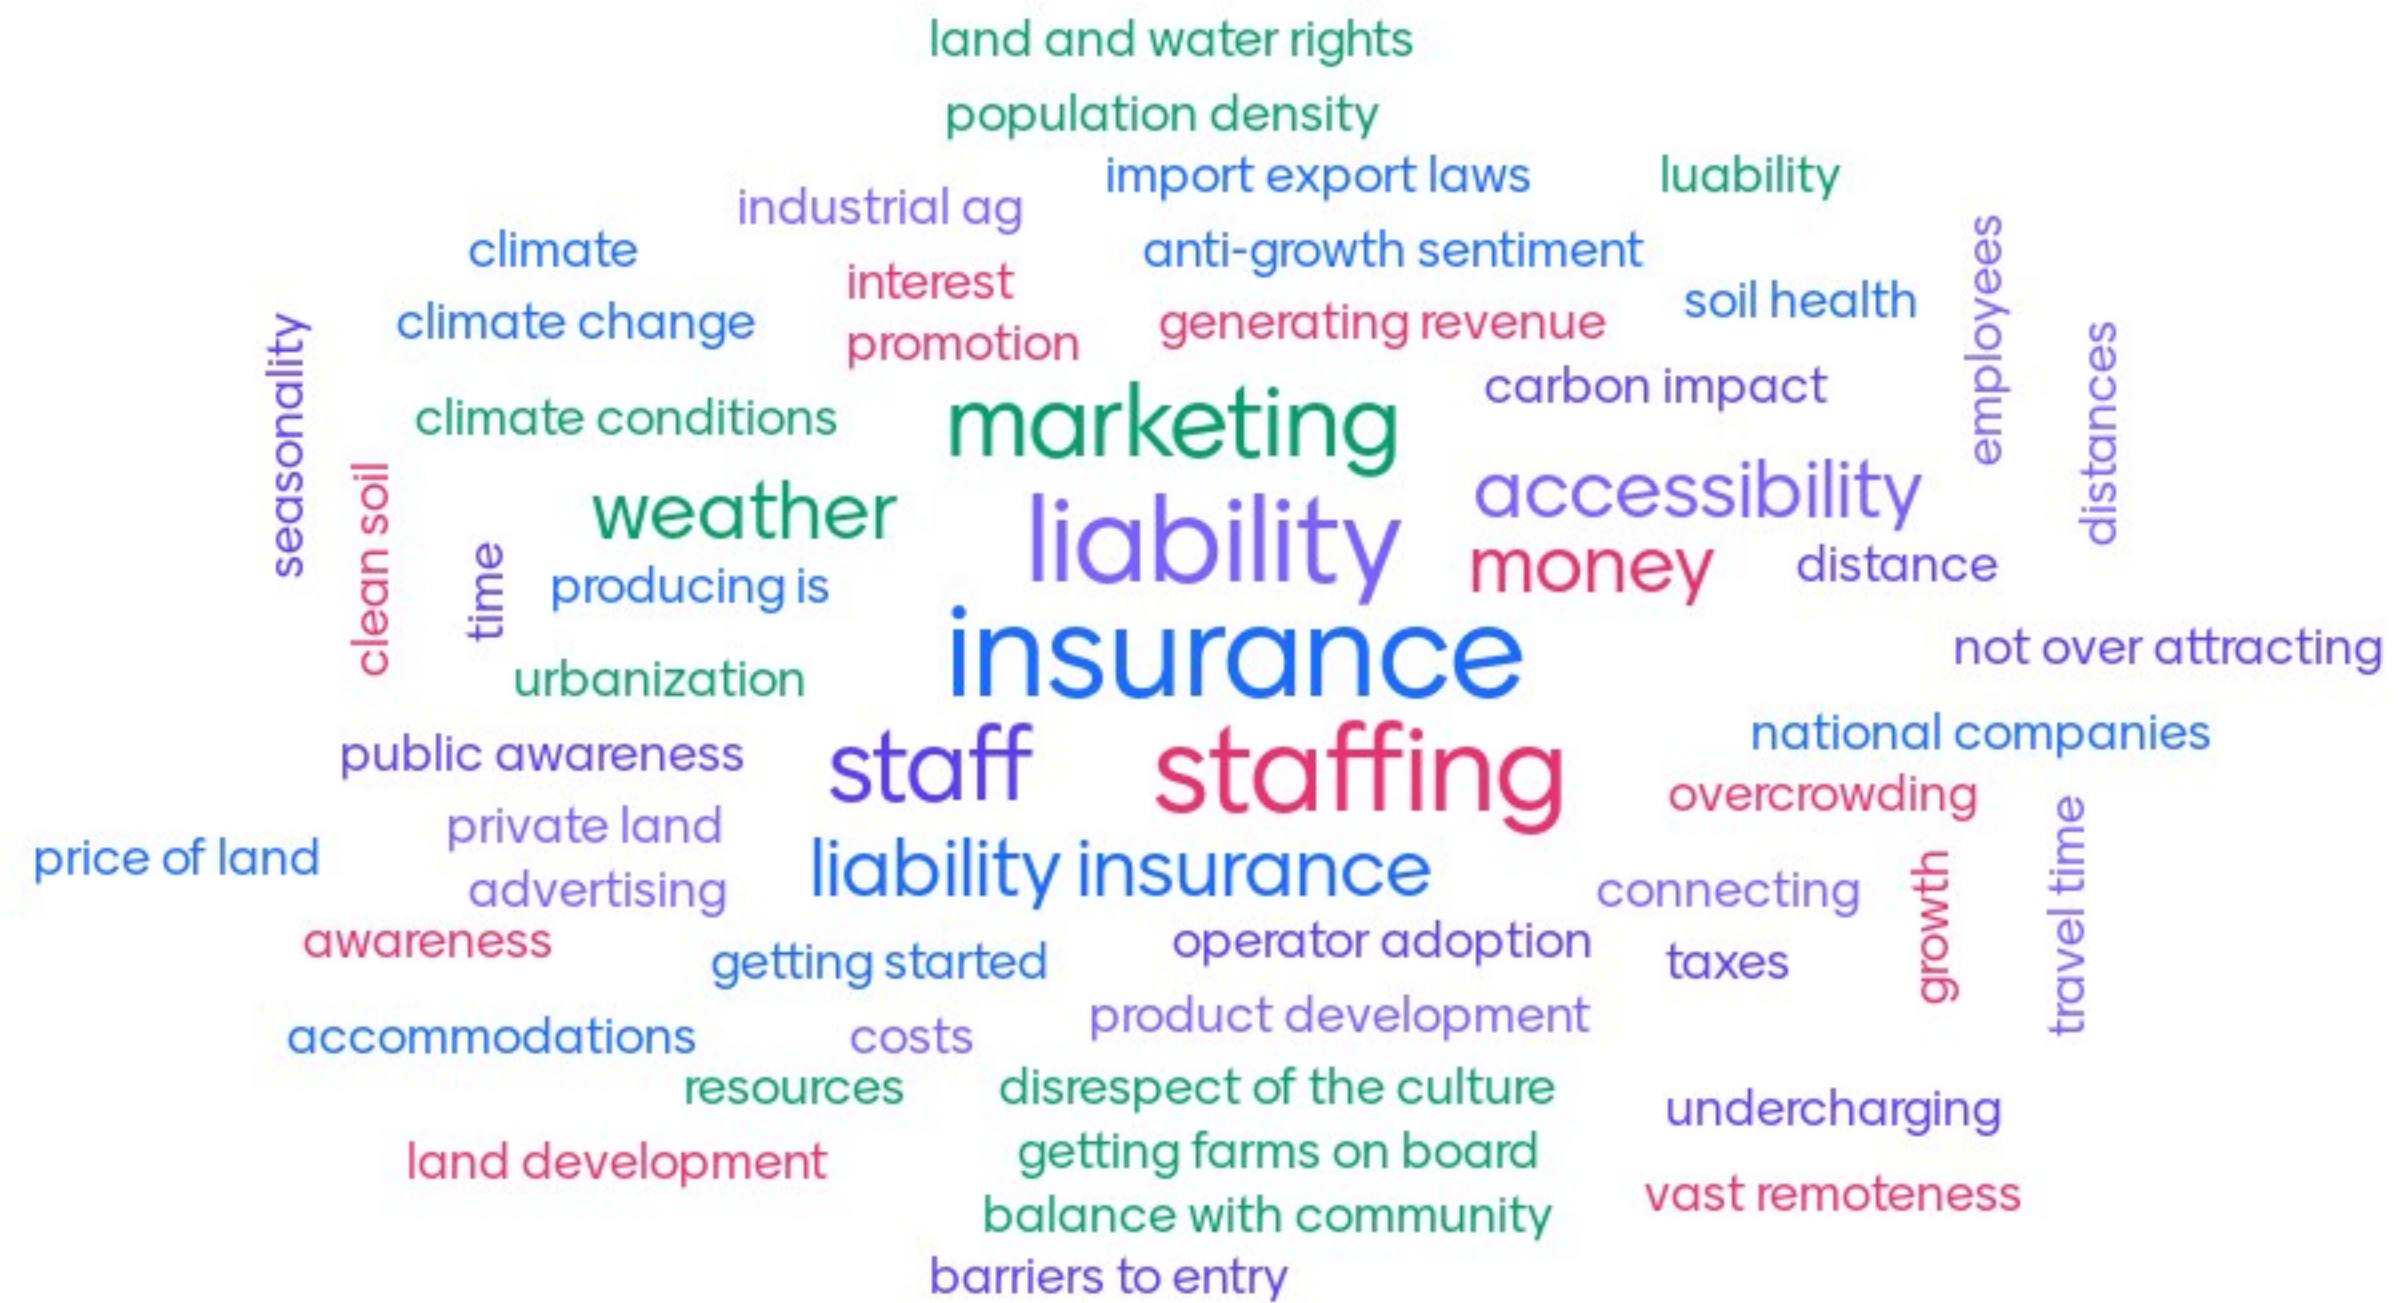 land and water rights
population density
import export laws
luability
industrial ag
climate
anti-growth sentiment
employees
interest
soil health
climate change
generating revenue
seasonality
promotion
distances
carbon impact
climate conditions
marketing
accessibility
clean soil
weather
liability
money
distance
time
producing is
insurance
not over attracting
urbanization
national companies
public awareness
staff
staffing
overcrowding
private land
price of land
liability insurance
travel time
advertising
connecting
growth
awareness
operator adoption
getting started
taxes
product development
accommodations
costs
resources
disrespect of the culture
undercharging
getting farms on board
land development
vast remoteness
balance with community
barriers to entry